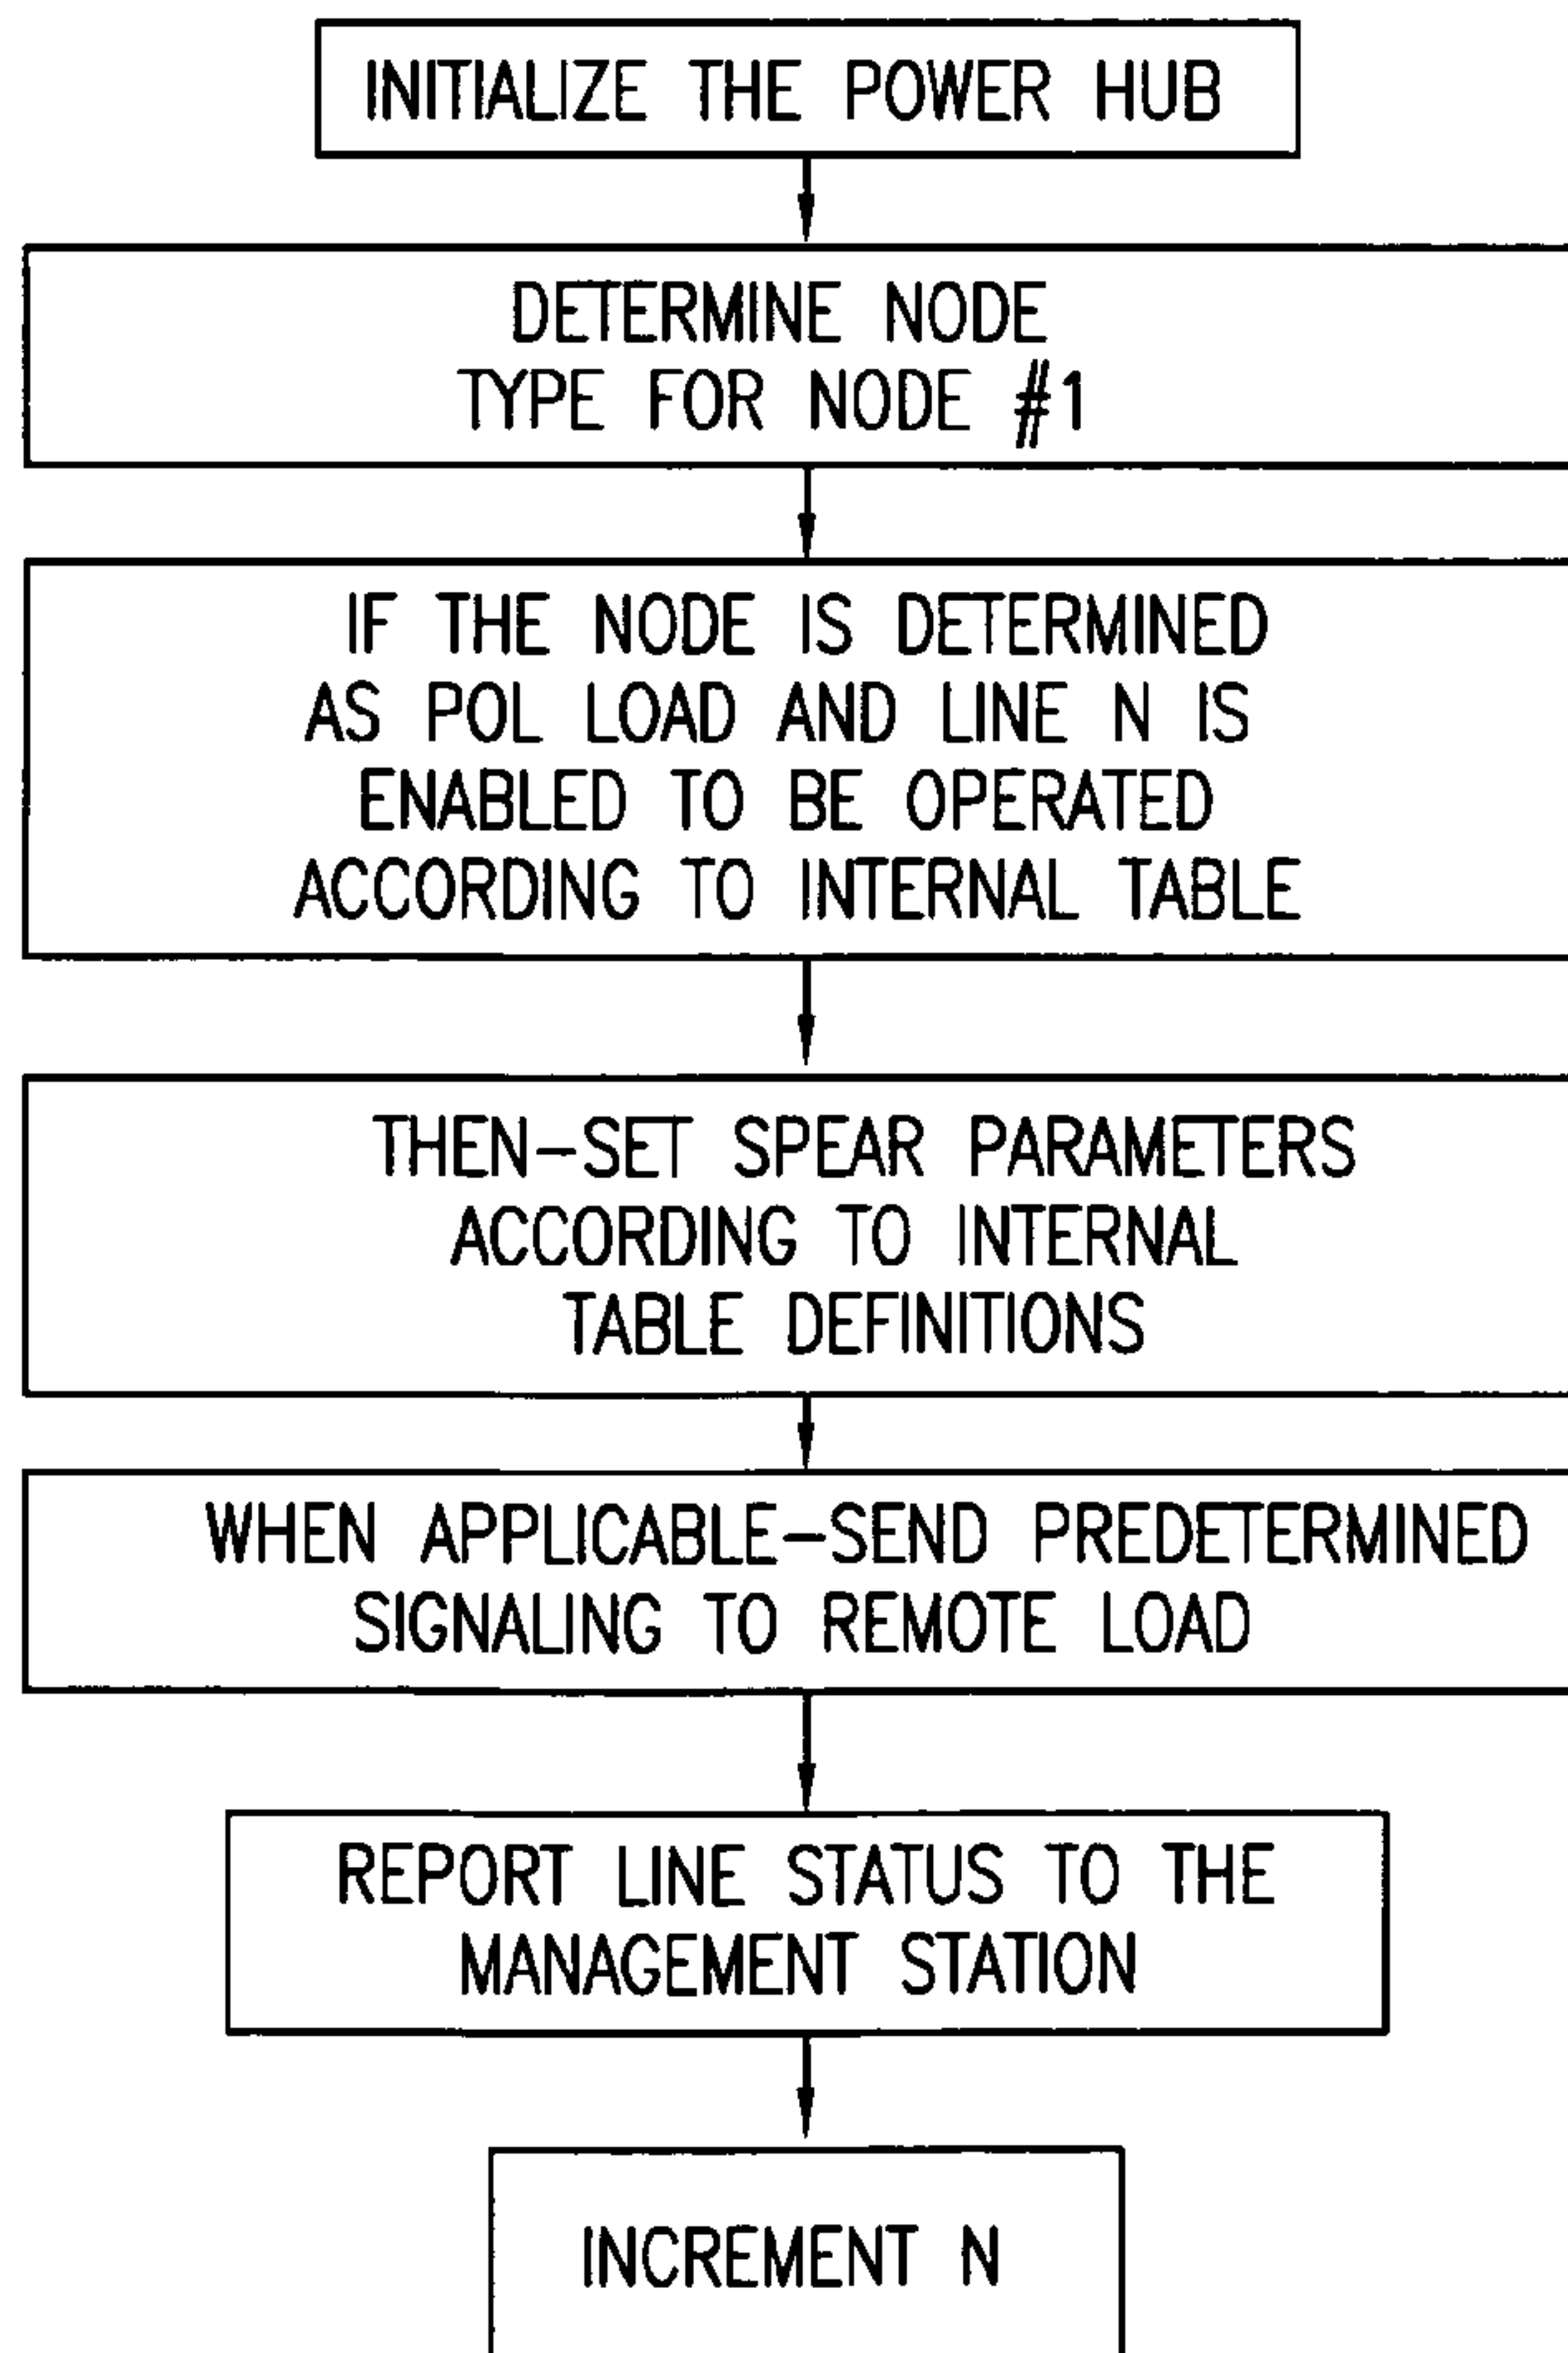 INITIALIZE THE POWER HUB
DETERMINE NODE
TYPE FOR NODE #1
IF THE NODE IS DETERMINED
AS POL LOAD AND LINE N IS
ENABLED TO BE OPERATED
ACCORDING TO INTERNAL TABLE
THEN-SET SPEAR PARAMETERS
ACCORDING TO INTERNAL
TABLE DEFINITIONS
WHEN APPLICABLE-SEND PREDETERMINED
SIGNALING TO REMOTE LOAD
REPORT LINE STATUS TO THE
MANAGEMENT STATION
INCREMENT N